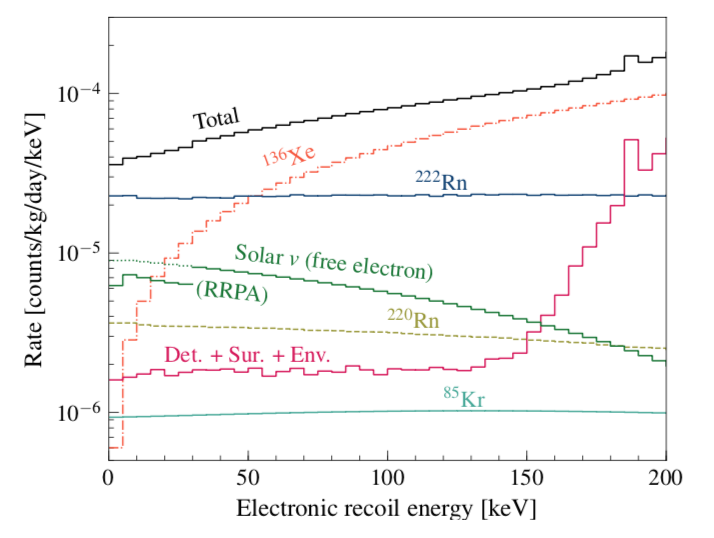 Rate [counts/kg/day/keV]
10⁻⁴
10⁻⁵
10⁻⁶
Total
¹³⁶Xe
²²²Rn
Solar ν (free electron)
(RRPA)
²²⁰Rn
Det. + Sur. + Env.
⁸⁵Kr
0 50 100 150 200
Electronic recoil energy [keV]